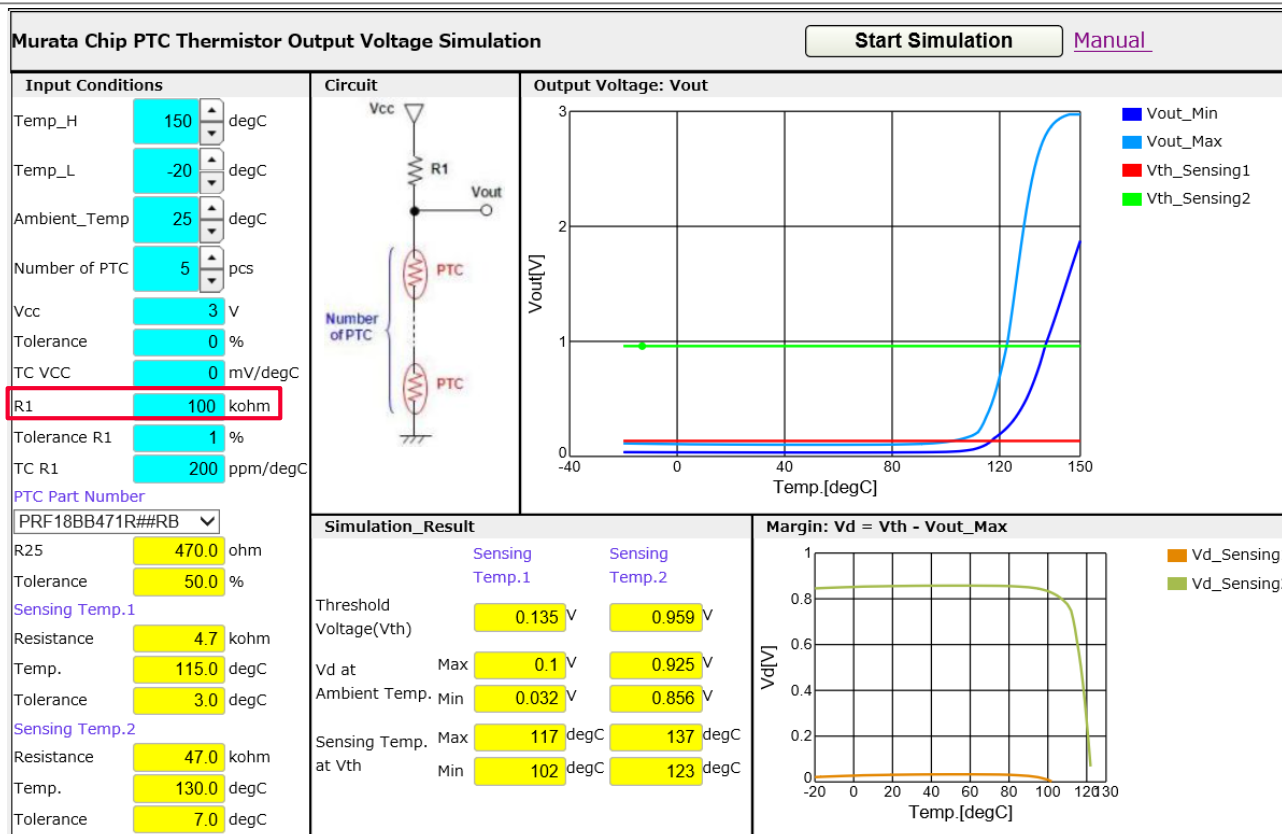 Murata Chip PTC Thermistor Output Voltage Simulation
Start Simulation
Manual
Input Conditions
Temp_H 150 degC
Temp_L -20 degC
Ambient_Temp 25 degC
Number of PTC 5 pcs
Vcc 3 V
Tolerance 0 %
TC VCC 0 mV/degC
R1 100 kohm
Tolerance R1 1 %
TC R1 200 ppm/degC
PTC Part Number
PRF18BB471R##RB
R25 470.0 ohm
Tolerance 50.0 %
Sensing Temp.1
Resistance 4.7 kohm
Temp. 115.0 degC
Tolerance 3.0 degC
Sensing Temp.2
Resistance 47.0 kohm
Temp. 130.0 degC
Tolerance 7.0 degC
Circuit
Vcc
R1
Vout
PTC
Number
of PTC
PTC
Output Voltage: Vout
3
2
1
0
Vout[V]
-40 0 40 80 120 150
Temp.[degC]
Vout_Min
Vout_Max
Vth_Sensing1
Vth_Sensing2
Simulation_Result
Sensing Sensing
Temp.1 Temp.2
Threshold
Voltage(Vth) 0.135 V 0.959 V
Vd at Max 0.1 V 0.925 V
Ambient Temp. Min 0.032 V 0.856 V
Sensing Temp. Max 117 degC 137 degC
at Vth Min 102 degC 123 degC
Margin: Vd = Vth - Vout_Max
1
0.8
0.6
0.4
0.2
0
Vd[V]
-20 0 20 40 60 80 100 120 130
Temp.[degC]
Vd_Sensing
Vd_Sensing